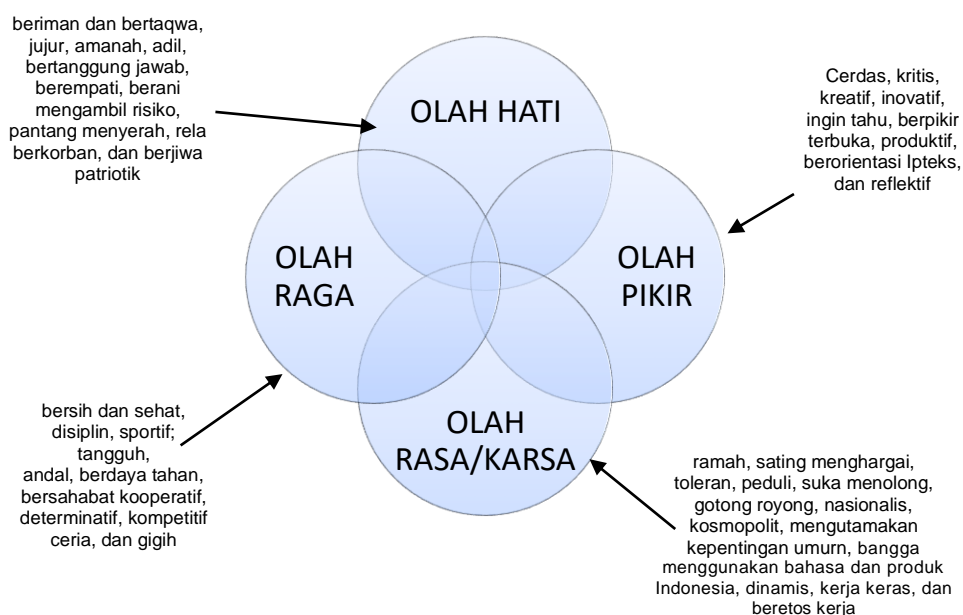 beriman dan bertaqwa,
jujur, amanah, adil,
bertanggung jawab,
berempati, berani
mengambil risiko,
pantang menyerah, rela
berkorban, dan berjiwa
patriotik
OLAH HATI
Cerdas, kritis,
kreatif, inovatif,
ingin tahu, berpikir
terbuka, produktif,
berorientasi Ipteks,
dan reflektif
OLAH
RAGA
OLAH
PIKIR
bersih dan sehat,
disiplin, sportif;
tangguh,
andal, berdaya tahan,
bersahabat kooperatif,
determinatif, kompetitif
ceria, dan gigih
OLAH
RASA/KARSA
ramah, sating menghargai,
toleran, peduli, suka menolong,
gotong royong, nasionalis,
kosmopolit, mengutamakan
kepentingan umurn, bangga
menggunakan bahasa dan produk
Indonesia, dinamis, kerja keras, dan
beretos kerja